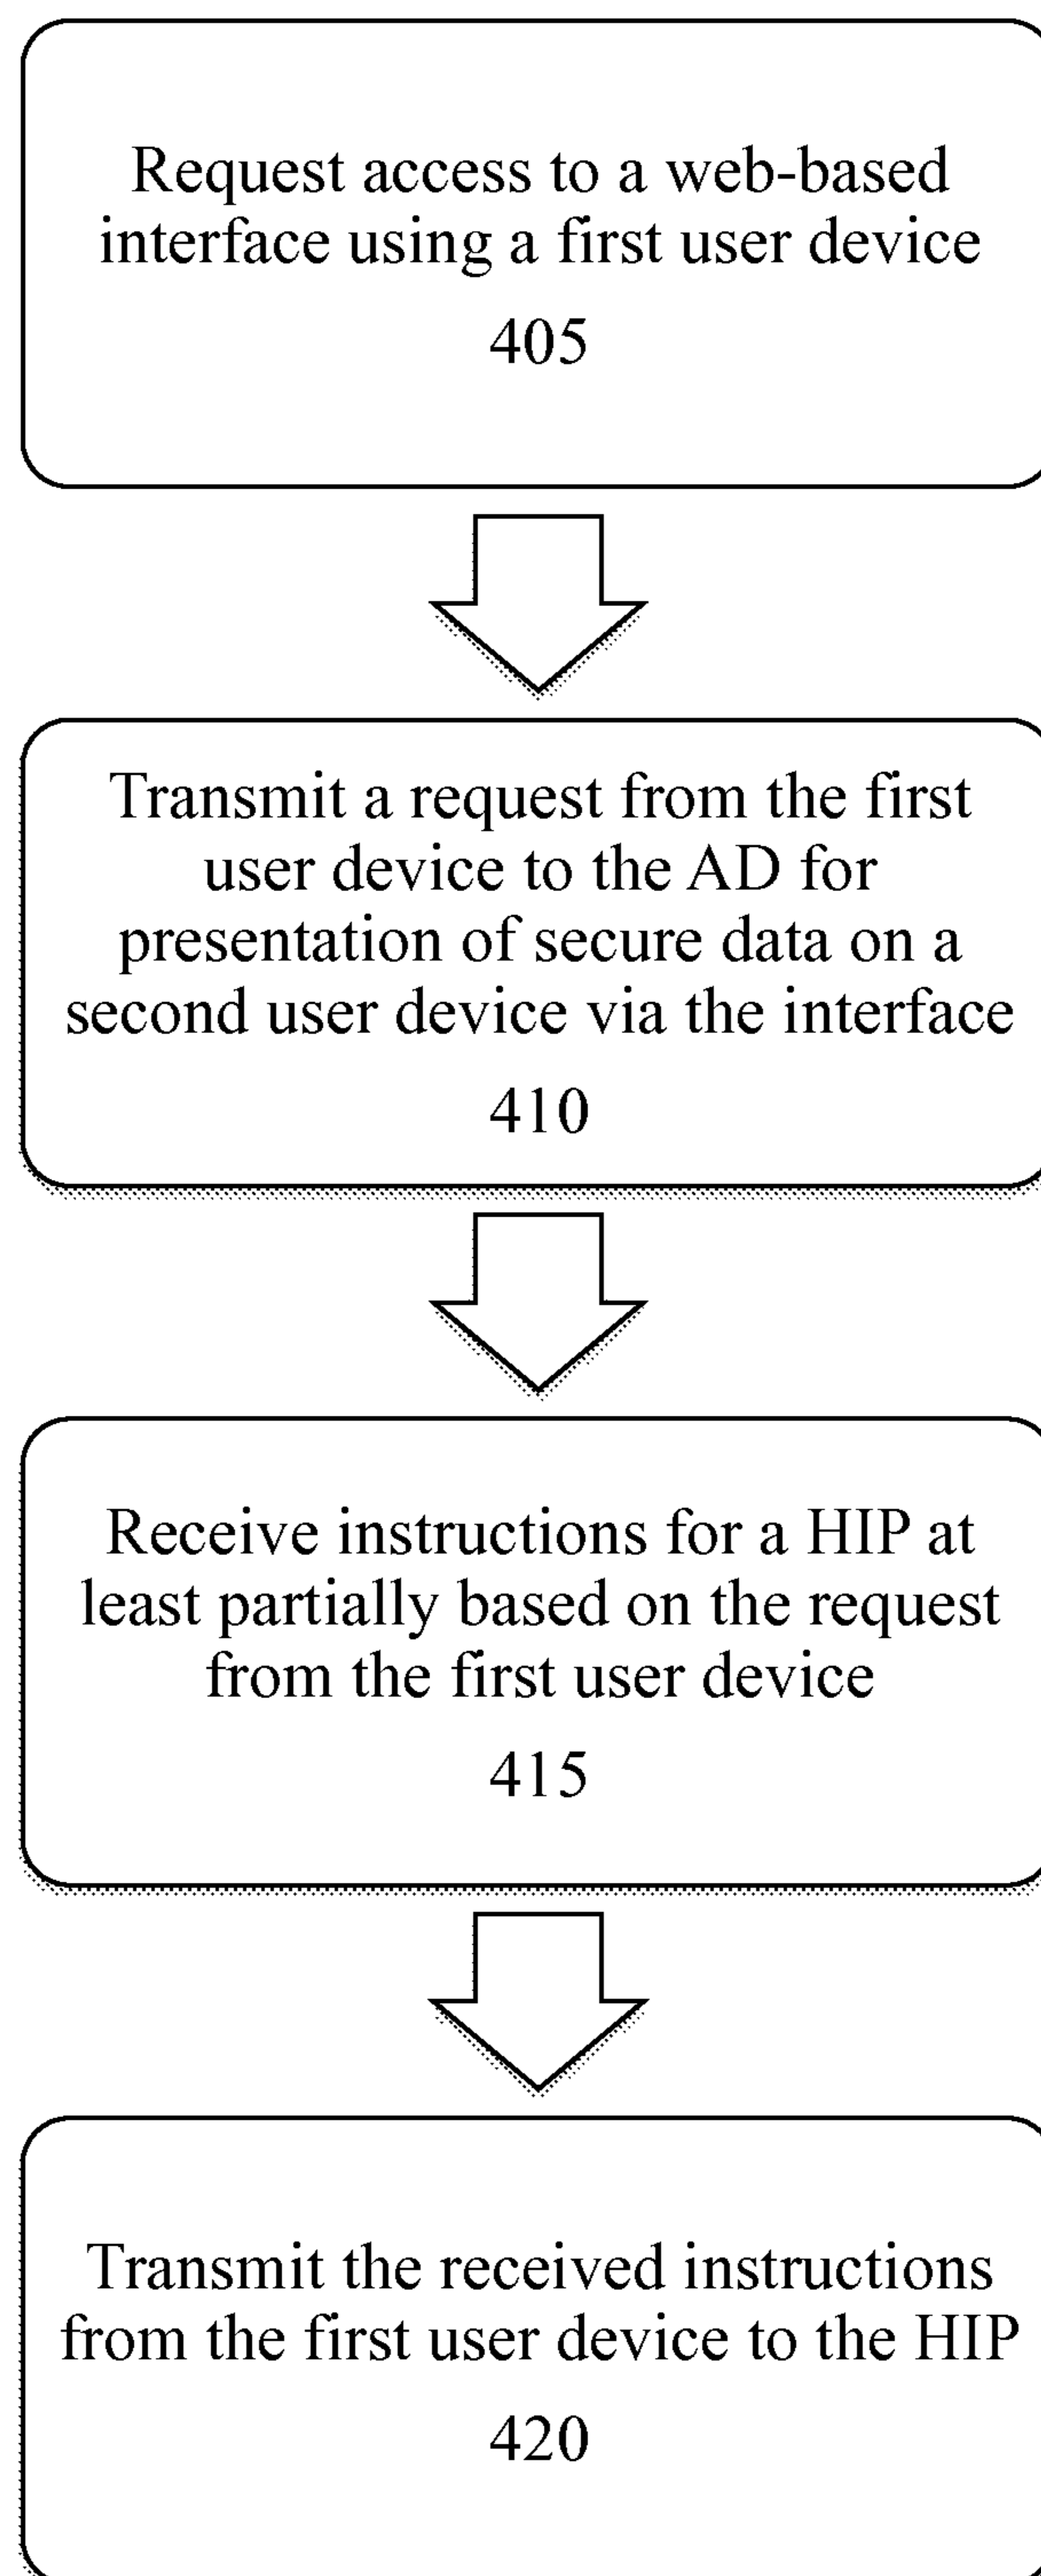 Request access to a web-based
interface using a first user device
405
Transmit a request from the first
user device to the AD for
presentation of secure data on a
second user device via the interface
410
Receive instructions for a HIP at
least partially based on the request
from the first user device
415
Transmit the received instructions
from the first user device to the HIP
420